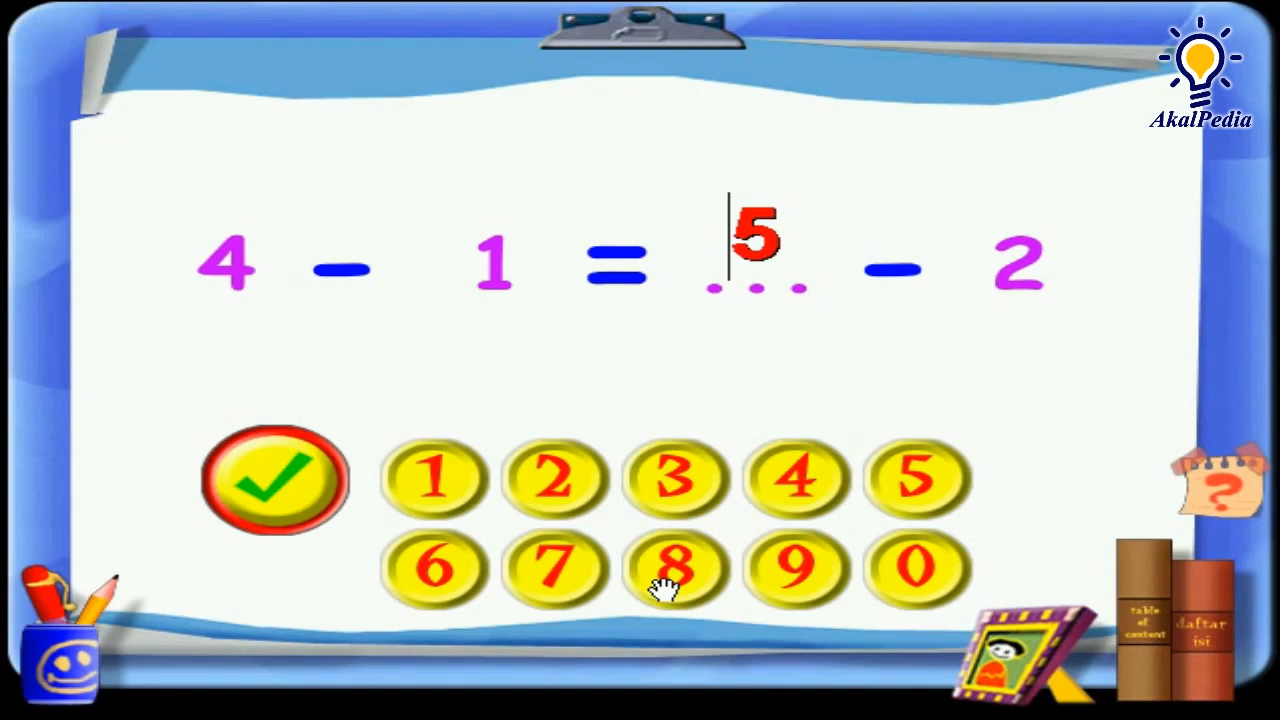 AkalPedia
4 - 1 = 5 - 2
...
1 2 3 4 5
6 7 8 9 0
?
table
of
content
daftar
isi